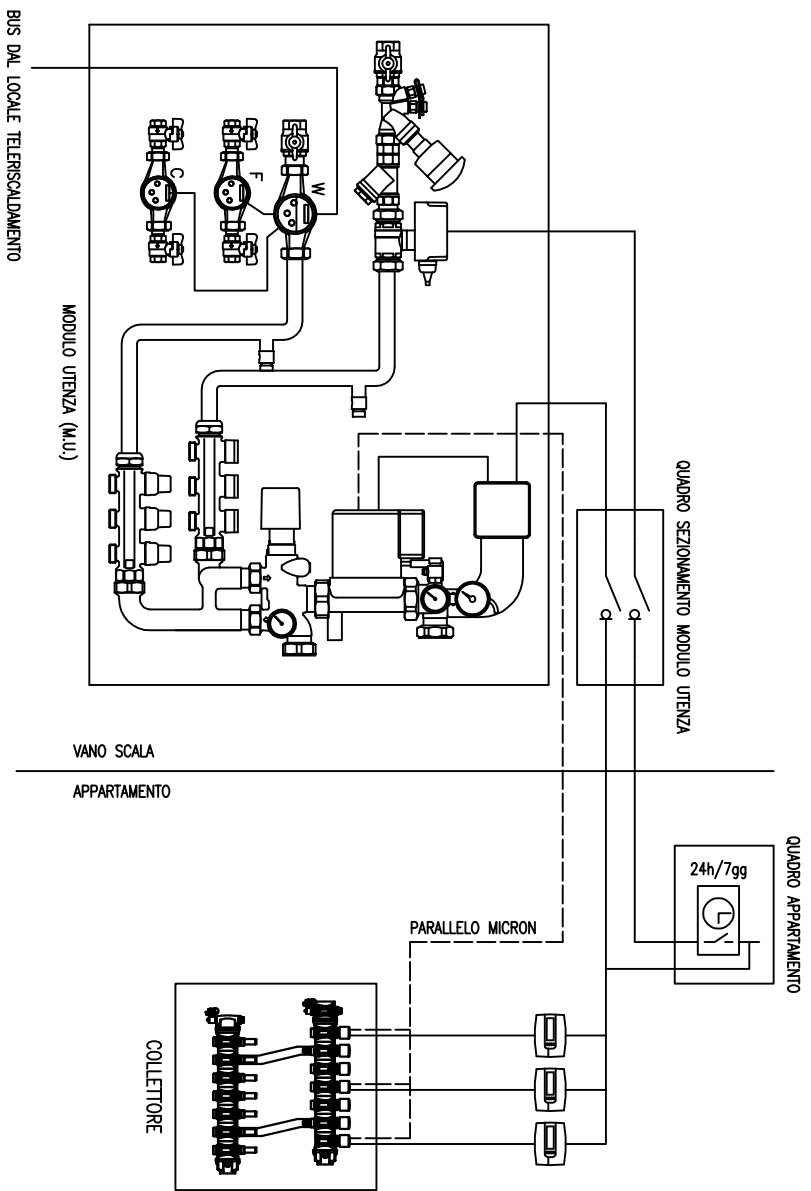 BUS DAL LOCALE TELERISCALDAMENTO
C
F
W
MODULO UTENZA (M.U.)
QUADRO SEZIONAMENTO MODULO UTENZA
VANO SCALA
APPARTAMENTO
QUADRO APPARTAMENTO
24h/7gg
PARALLELO MICRON
COLLETTORE